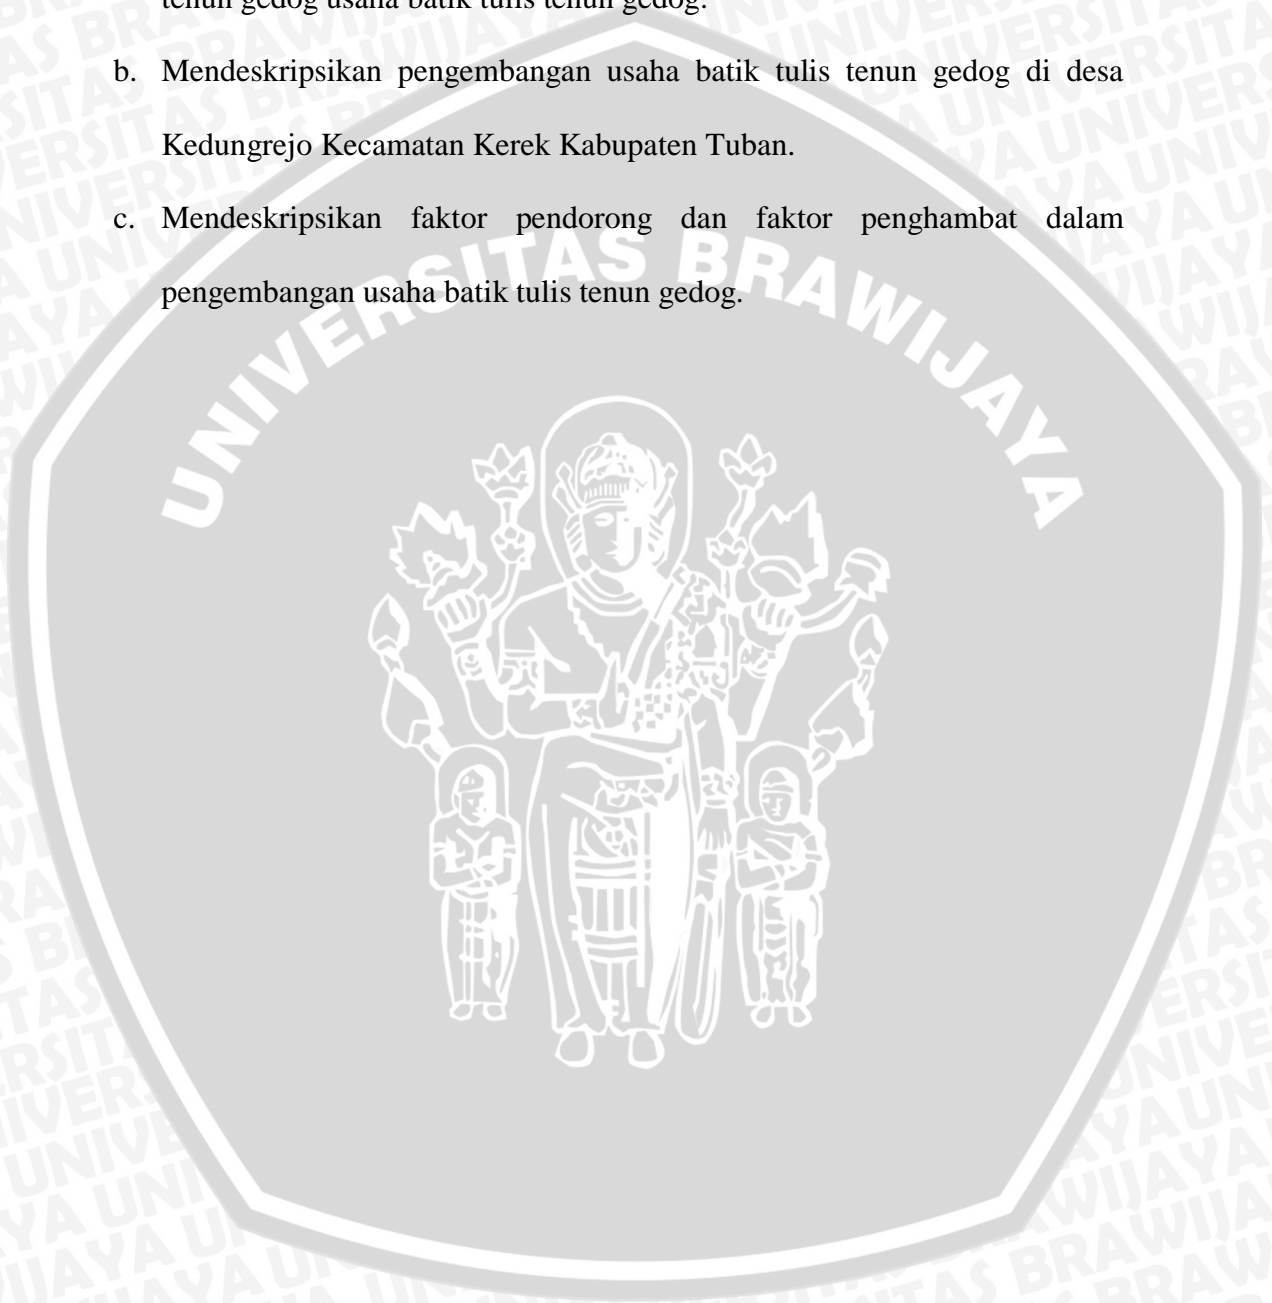 tenun gedog usaha batik tulis tenun gedog.
b. Mendeskripsikan pengembangan usaha batik tulis tenun gedog di desa
Kedungrejo Kecamatan Kerek Kabupaten Tuban.
c. Mendeskripsikan faktor pendorong dan faktor penghambat dalam
pengembangan usaha batik tulis tenun gedog.
UNIVERSITAS BRAWIJAYA